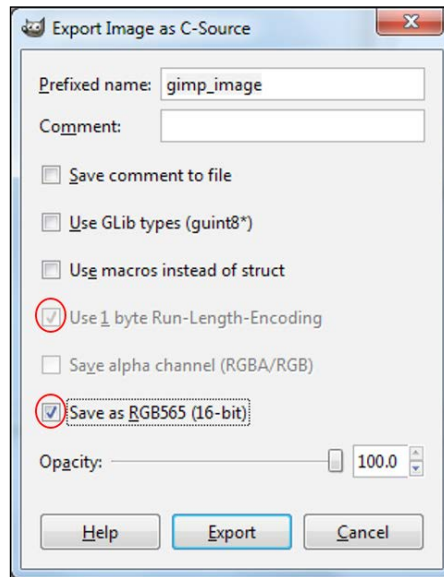 Export Image as C-Source
Prefixed name: gimp_image
Comment:
Save comment to file
Use GLib types (guint8*)
Use macros instead of struct
Use 1 byte Run-Length-Encoding
Save alpha channel (RGBA/RGB)
Save as RGB565 (16-bit)
Opacity: 100.0
Help Export Cancel